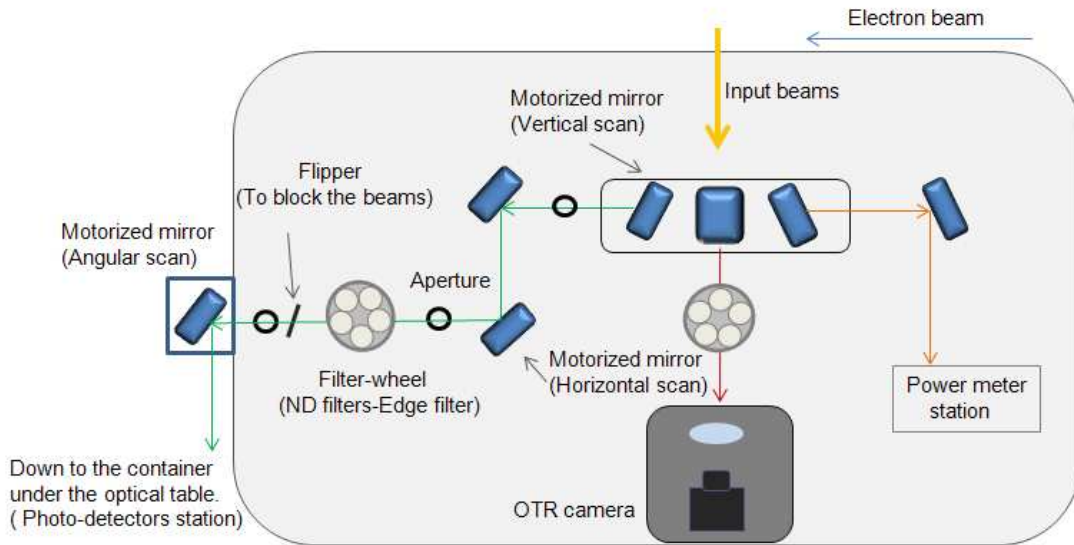 Electron beam
Input beams
Motorized mirror
(Vertical scan)
Flipper
(To block the beams)
Motorized mirror
(Angular scan)
Aperture
Filter-wheel
(ND filters-Edge filter)
Motorized mirror
(Horizontal scan)
Power meter
station
Down to the container
under the optical table.
( Photo-detectors station)
OTR camera